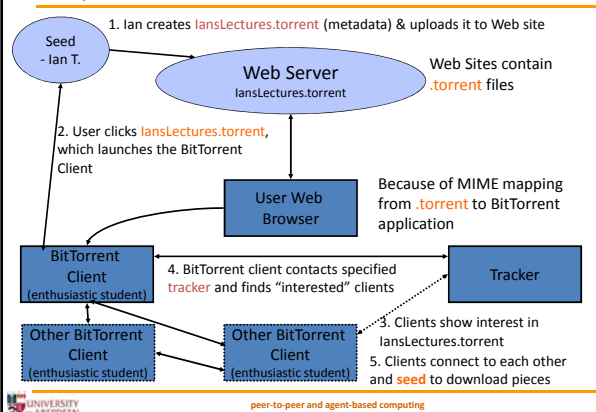 1. Ian creates IansLectures.torrent (metadata) & uploads it to Web site
Seed
- Ian T.
Web Server
IansLectures.torrent
Web Sites contain
.torrent files
2. User clicks IansLectures.torrent,
which launches the BitTorrent
Client
User Web
Browser
Because of MIME mapping
from .torrent to BitTorrent
application
BitTorrent
Client
(enthusiastic student)
4. BitTorrent client contacts specified
tracker and finds “interested” clients
Tracker
Other BitTorrent
Client
(enthusiastic student)
Other BitTorrent
Client
(enthusiastic student)
3. Clients show interest in
IansLectures.torrent
5. Clients connect to each other
and seed to download pieces
UNIVERSITY
peer-to-peer and agent-based computing